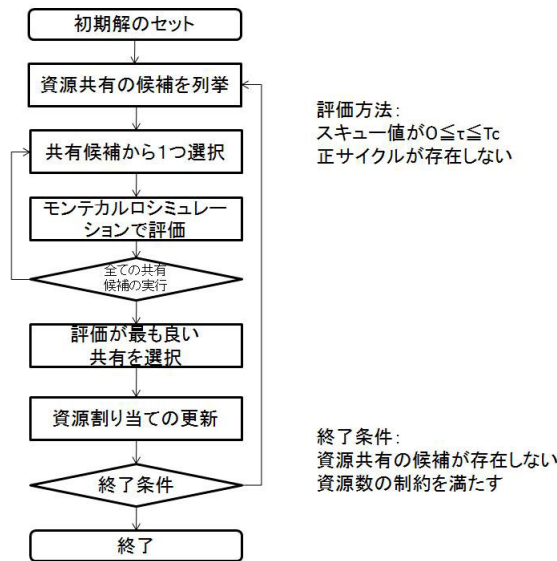 初期解のセット
資源共有の候補を列挙
共有候補から1つ選択
モンテカルロシミュレー
ションで評価
全ての共有
候補の実行
評価が最も良い
共有を選択
資源割り当ての更新
終了条件
終了
評価方法:
スキュー値が0≦τ≦Tc
正サイクルが存在しない
終了条件:
資源共有の候補が存在しない
資源数の制約を満たす